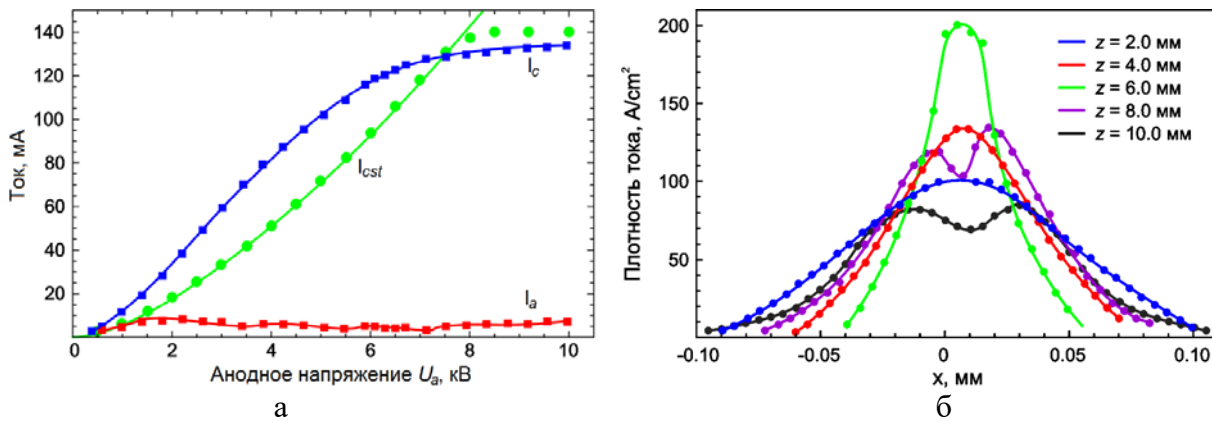 140
120
100
80
60
40
20
0
2
4
6
8
10
Ток, мА
Анодное напряжение Uₐ, кВ
I_c
I_cst
I_a
а
200
150
100
50
-0.10
-0.05
0
0.05
0.10
Плотность тока, A/cm²
x, мм
z = 2.0 мм
z = 4.0 мм
z = 6.0 мм
z = 8.0 мм
z = 10.0 мм
б